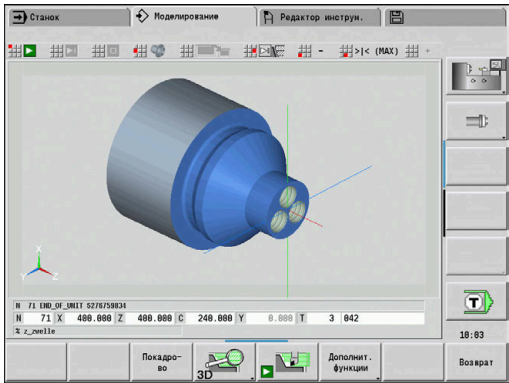 Станок
Моделирование
Редактор инструм.
- >|< (MAX) +
X
Y Z
N 71 END_OF_UNIT 5276759834
N 71 X 400.000 Z 400.000 C 240.000 Y 0.000 T 3 042
% z_zwelle
T
10:03
Покадро-
во
3D
Дополнит.
функции
Возврат